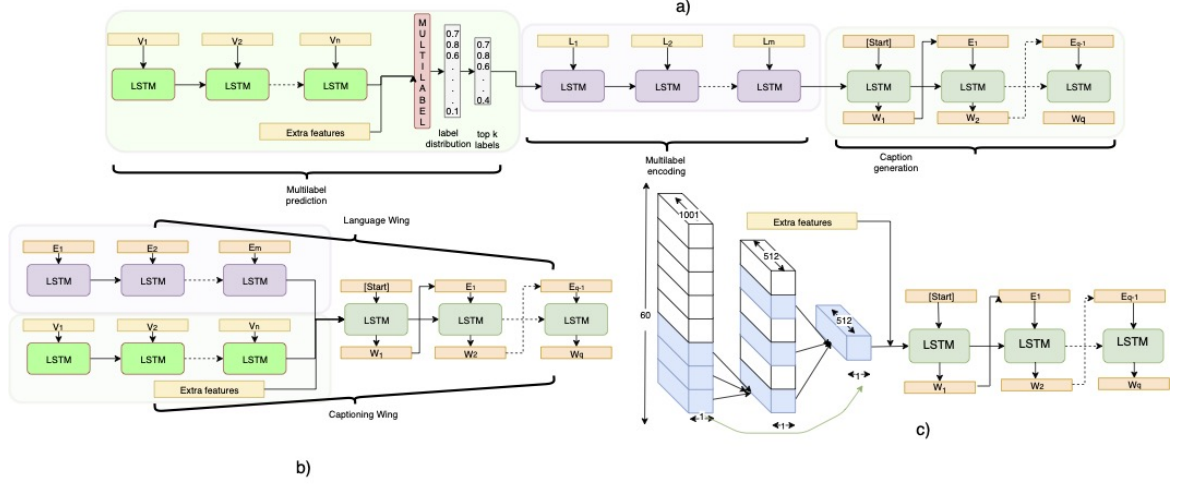 a)
V1 V2 Vn
LSTM LSTM LSTM
Extra features
MULTILABEL
0.7
0.8
0.6
.
.
.
0.1
label
distribution
0.7
0.8
0.6
.
.
0.4
top k
labels
Multilabel
prediction
L1 L2 Lm
LSTM LSTM LSTM
Multilabel
encoding
[Start] E1 Eq-1
LSTM LSTM LSTM
W1 W2 Wq
Caption
generation
Language Wing
E1 E2 Em
LSTM LSTM LSTM
V1 V2 Vn
LSTM LSTM LSTM
Extra features
[Start] E1 Eq-1
LSTM LSTM LSTM
W1 W2 Wq
Captioning Wing
b)
60
1001
1
512
1
512
1
Extra features
[Start] E1 Eq-1
LSTM LSTM LSTM
W1 W2 Wq
c)